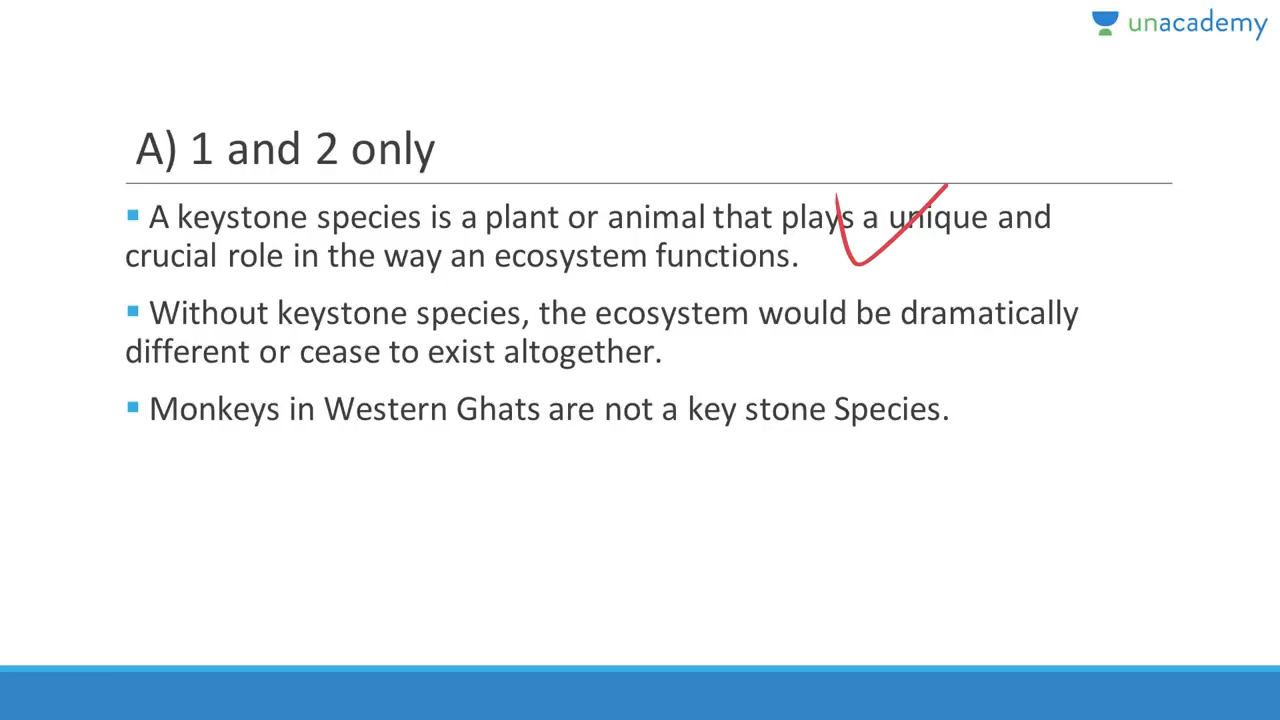 unacademy
A) 1 and 2 only
▪ A keystone species is a plant or animal that plays a unique and
crucial role in the way an ecosystem functions.
▪ Without keystone species, the ecosystem would be dramatically
different or cease to exist altogether.
▪ Monkeys in Western Ghats are not a key stone Species.